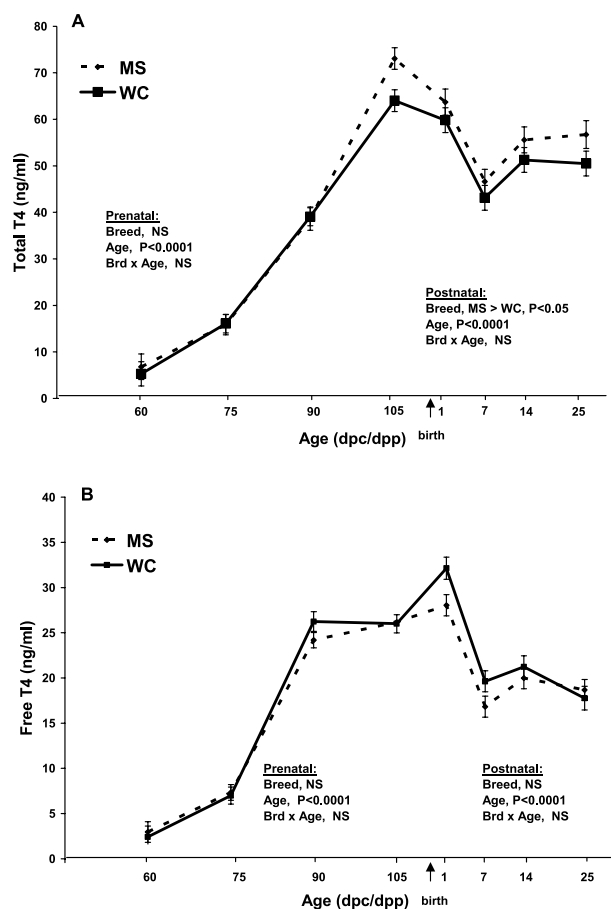 A
80
70
60
50
40
30
20
10
0
Total T4 (ng/ml)
MS
WC
Prenatal:
Breed, NS
Age, P<0.0001
Brd x Age, NS
Postnatal:
Breed, MS > WC, P<0.05
Age, P<0.0001
Brd x Age, NS
60 75 90 105 1 7 14 25
Age (dpc/dpp) birth
B
40
35
30
25
20
15
10
5
0
Free T4 (ng/ml)
MS
WC
Prenatal:
Breed, NS
Age, P<0.0001
Brd x Age, NS
Postnatal:
Breed, NS
Age, P<0.0001
Brd x Age, NS
60 75 90 105 1 7 14 25
Age (dpc/dpp) birth